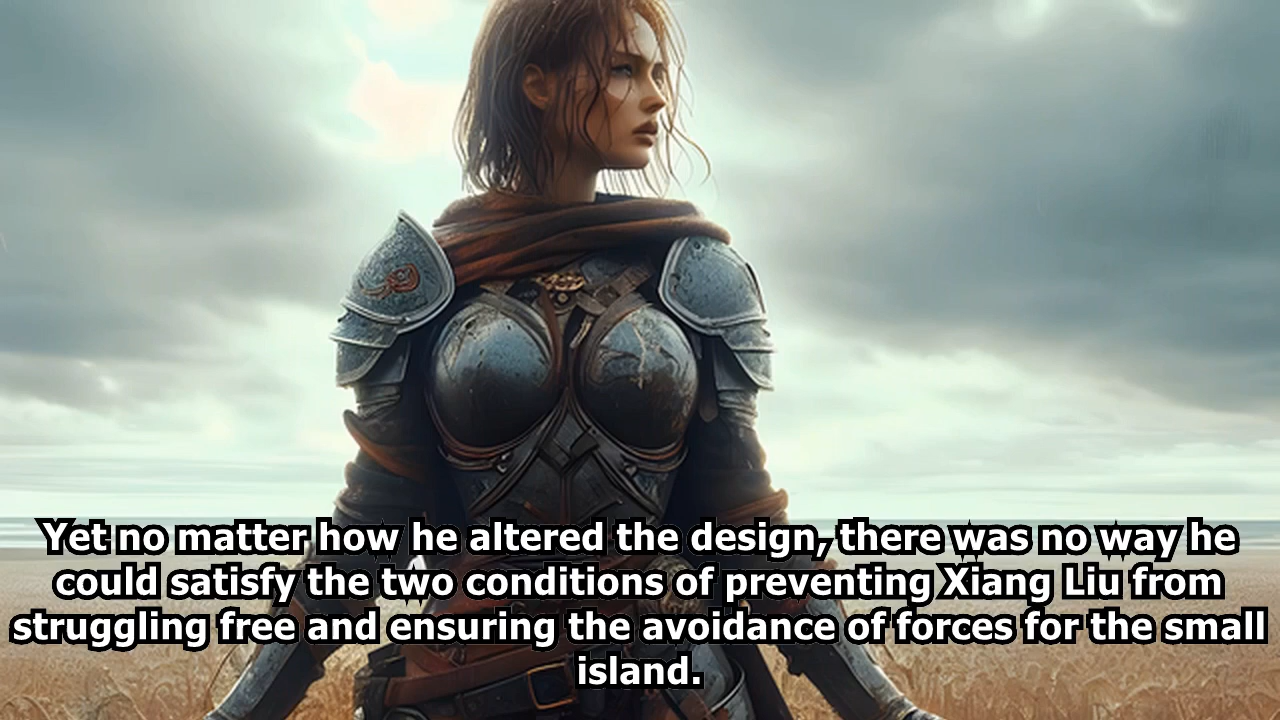 Yet no matter how he altered the design, there was no way he
could satisfy the two conditions of preventing Xiang Liu from
struggling free and ensuring the avoidance of forces for the small
island.